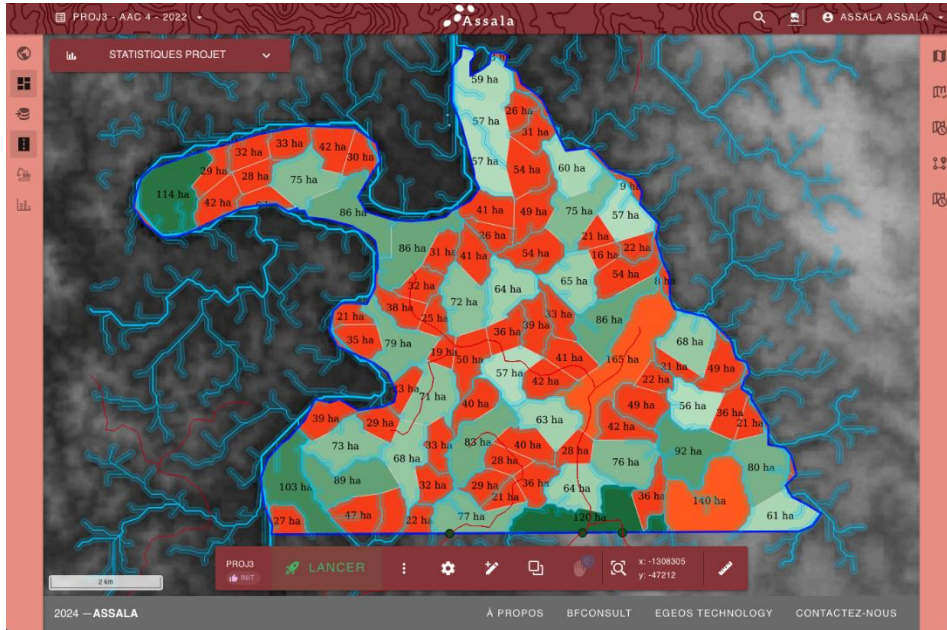 PROJ3 - AAC 4 - 2022
Assala
ASSALA ASSALA
STATISTIQUES PROJET
59 ha
57 ha
26 ha
31 ha
33 ha
42 ha
32 ha
30 ha
57 ha
54 ha
60 ha
29 ha
28 ha
75 ha
114 ha
42 ha
86 ha
41 ha
49 ha
75 ha
57 ha
26 ha
21 ha
86 ha
31 ha
41 ha
54 ha
16 ha
22 ha
54 ha
65 ha
32 ha
64 ha
72 ha
38 ha
21 ha
25 ha
33 ha
86 ha
39 ha
36 ha
35 ha
79 ha
68 ha
19 ha
50 ha
41 ha
165 ha
21 ha
49 ha
57 ha
42 ha
22 ha
71 ha
40 ha
49 ha
56 ha
36 ha
39 ha
29 ha
63 ha
42 ha
21 ha
73 ha
33 ha
83 ha
40 ha
28 ha
92 ha
68 ha
28 ha
76 ha
80 ha
89 ha
103 ha
32 ha
29 ha
36 ha
64 ha
21 ha
36 ha
140 ha
27 ha
47 ha
22 ha
77 ha
120 ha
61 ha
PROJ3
INIT
LANCER
x: -1308305
y: -47212
2 km
2024 — ASSALA
À PROPOS
BFCONSULT
EGEOS TECHNOLOGY
CONTACTEZ-NOUS